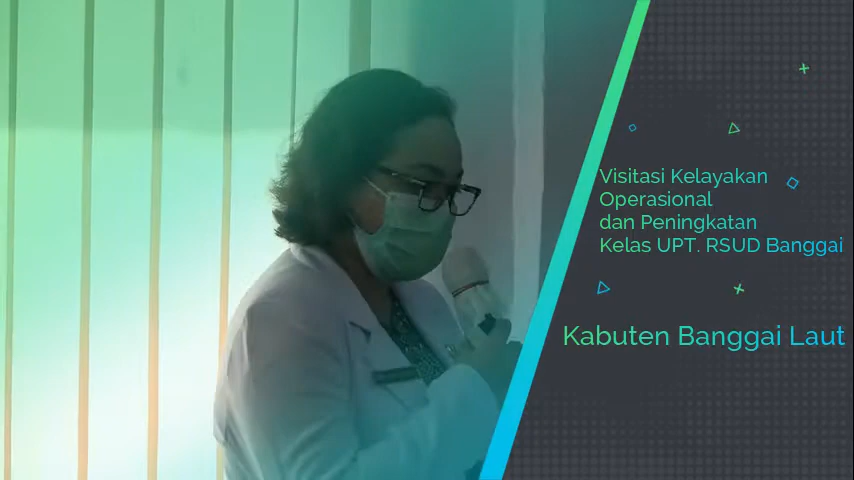 Visitasi Kelayakan
Operasional
dan Peningkatan
Kelas UPT. RSUD Banggai
Kabuten Banggai Laut